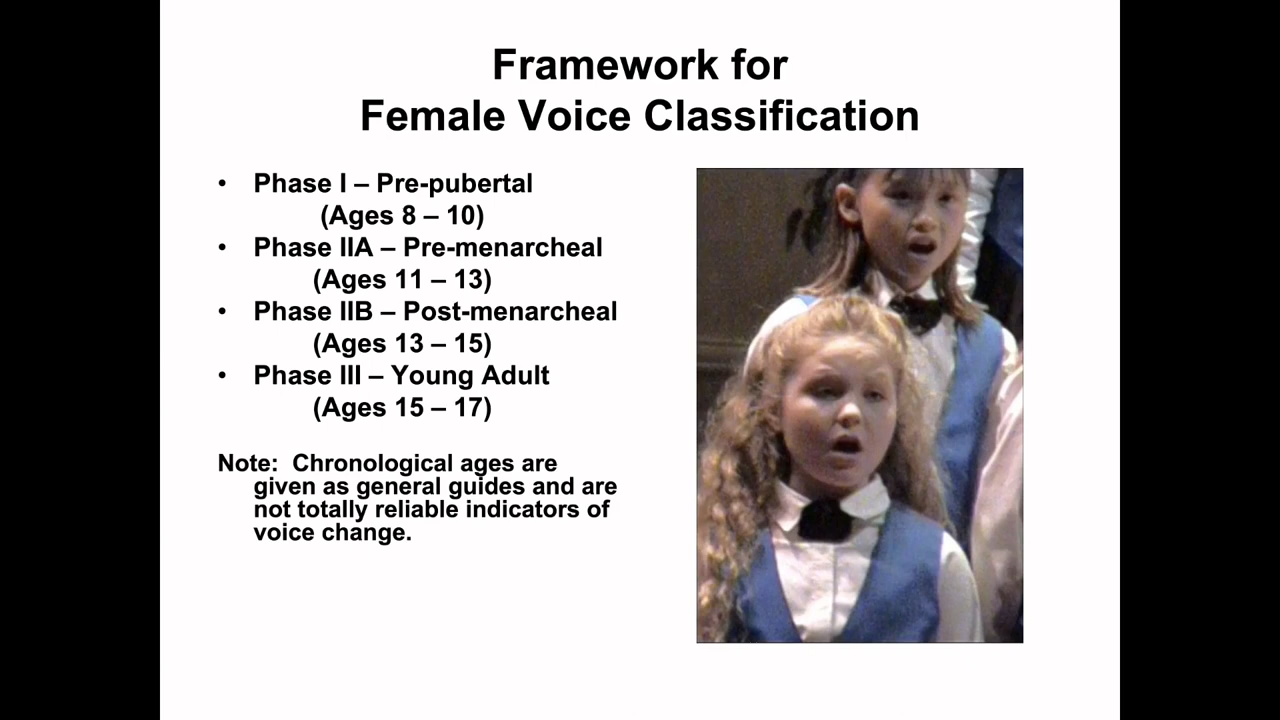 Framework for
Female Voice Classification
• Phase I – Pre-pubertal
(Ages 8 – 10)
• Phase IIA – Pre-menarcheal
(Ages 11 – 13)
• Phase IIB – Post-menarcheal
(Ages 13 – 15)
• Phase III – Young Adult
(Ages 15 – 17)
Note: Chronological ages are
given as general guides and are
not totally reliable indicators of
voice change.